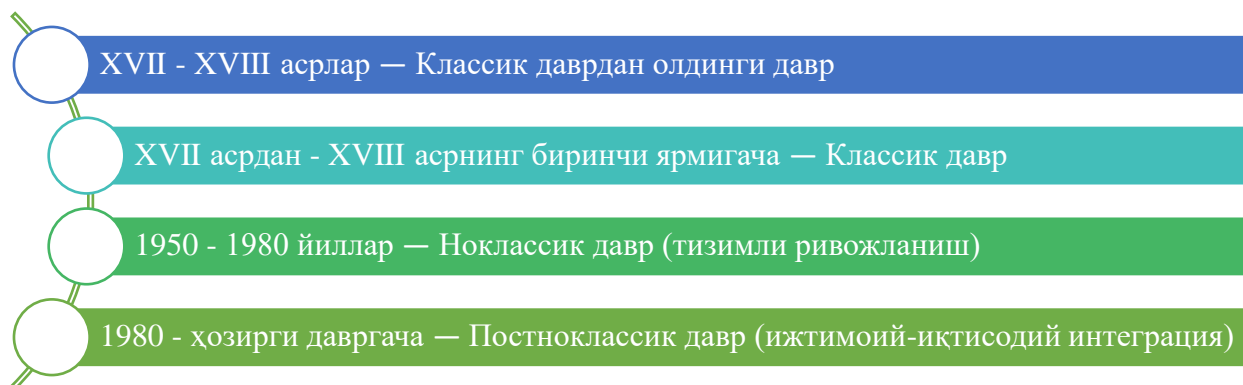 XVII - XVIII асрлар — Классик даврдан олдинги давр
XVII асрдан - XVIII асрнинг биринчи ярмигача — Классик давр
1950 - 1980 йиллар — Ноклассик давр (тизимли ривожланиш)
1980 - ҳозирги давргача — Постноклассик давр (ижтимоий-иқтисодий интеграция)